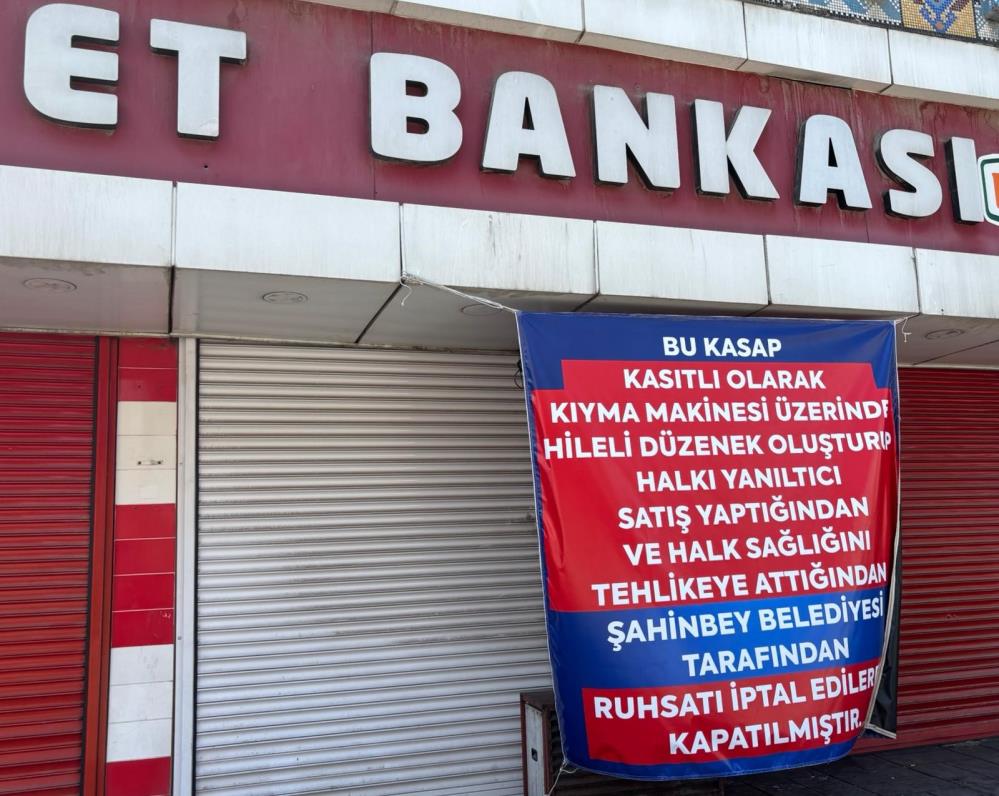 ET BANKASI
BU KASAP
KASITLI OLARAK
KIYMA MAKİNESİ ÜZERİNDE
HİLELİ DÜZENEK OLUŞTURUP
HALKI YANILTICI
SATIŞ YAPTIĞINDAN
VE HALK SAĞLIĞINI
TEHLİKEYE ATTIĞINDAN
ŞAHİNBEY BELEDİYESİ
TARAFINDAN
RUHSATI İPTAL EDİLEREK
KAPATILMIŞTIR.